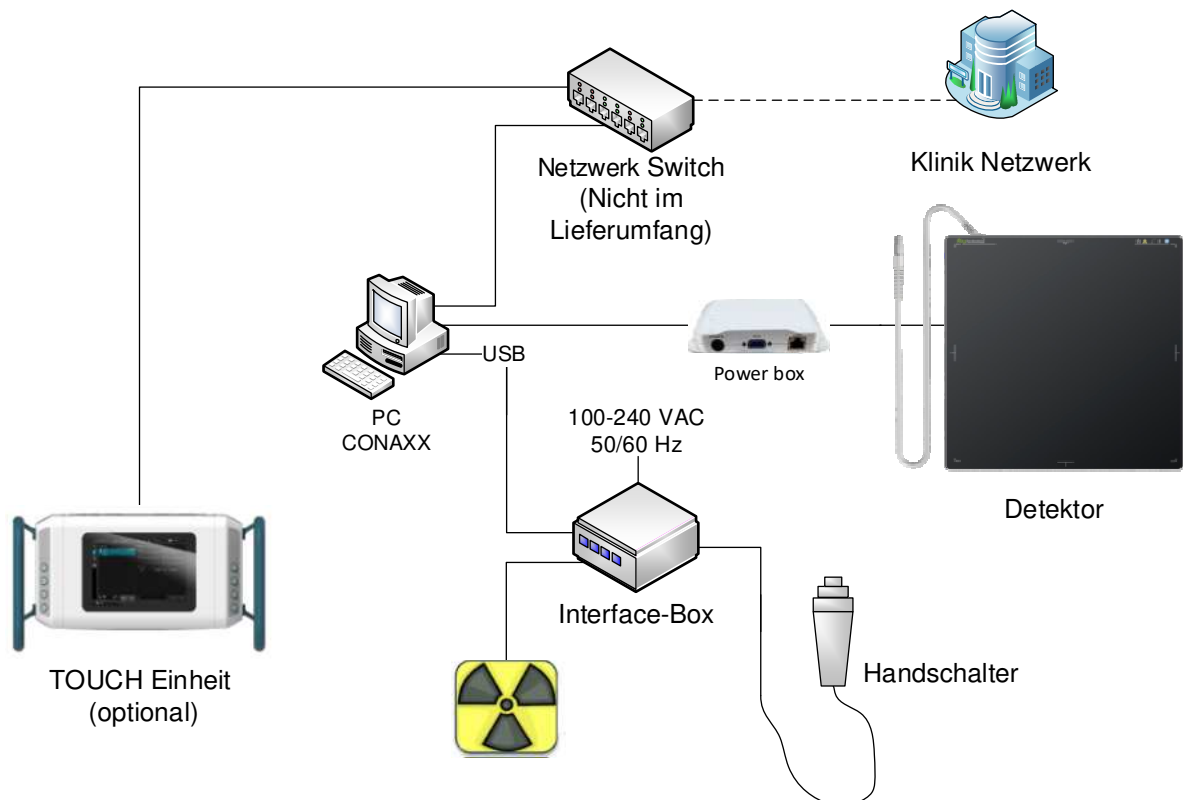 Netzwerk Switch
(Nicht im
Lieferumfang)
Klinik Netzwerk
USB
Power box
PC
CONAXX
100-240 VAC
50/60 Hz
Detektor
Interface-Box
TOUCH Einheit
(optional)
Handschalter